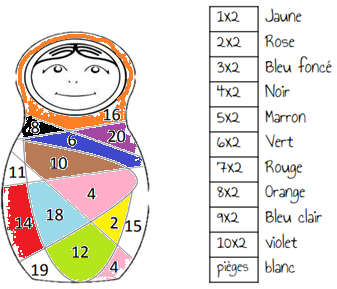 16
8
6
20
10
11
4
18
14
2
15
12
19
4
1x2 Jaune
2x2 Rose
3x2 Bleu foncé
4x2 Noir
5x2 Marron
6x2 Vert
7x2 Rouge
8x2 Orange
9x2 Bleu clair
10x2 violet
pièges blanc